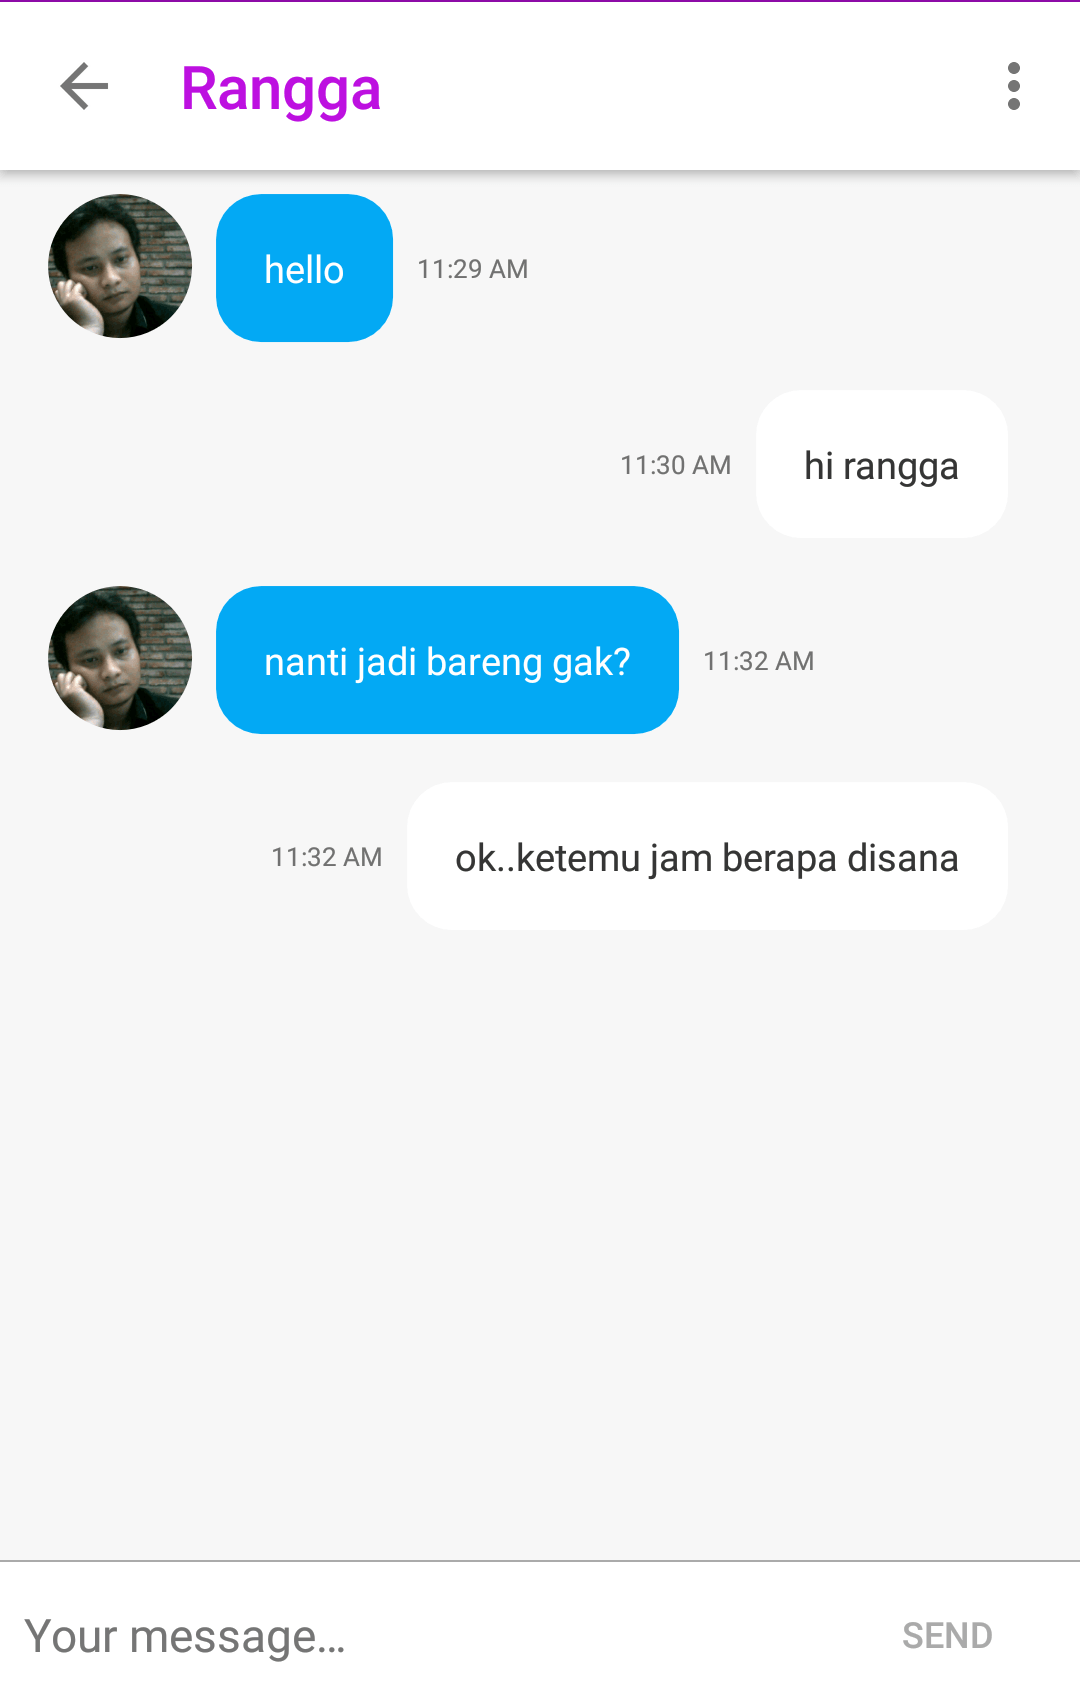 Rangga
hello
11:29 AM
11:30 AM
hi rangga
nanti jadi bareng gak?
11:32 AM
11:32 AM
ok..ketemu jam berapa disana
Your message...
SEND